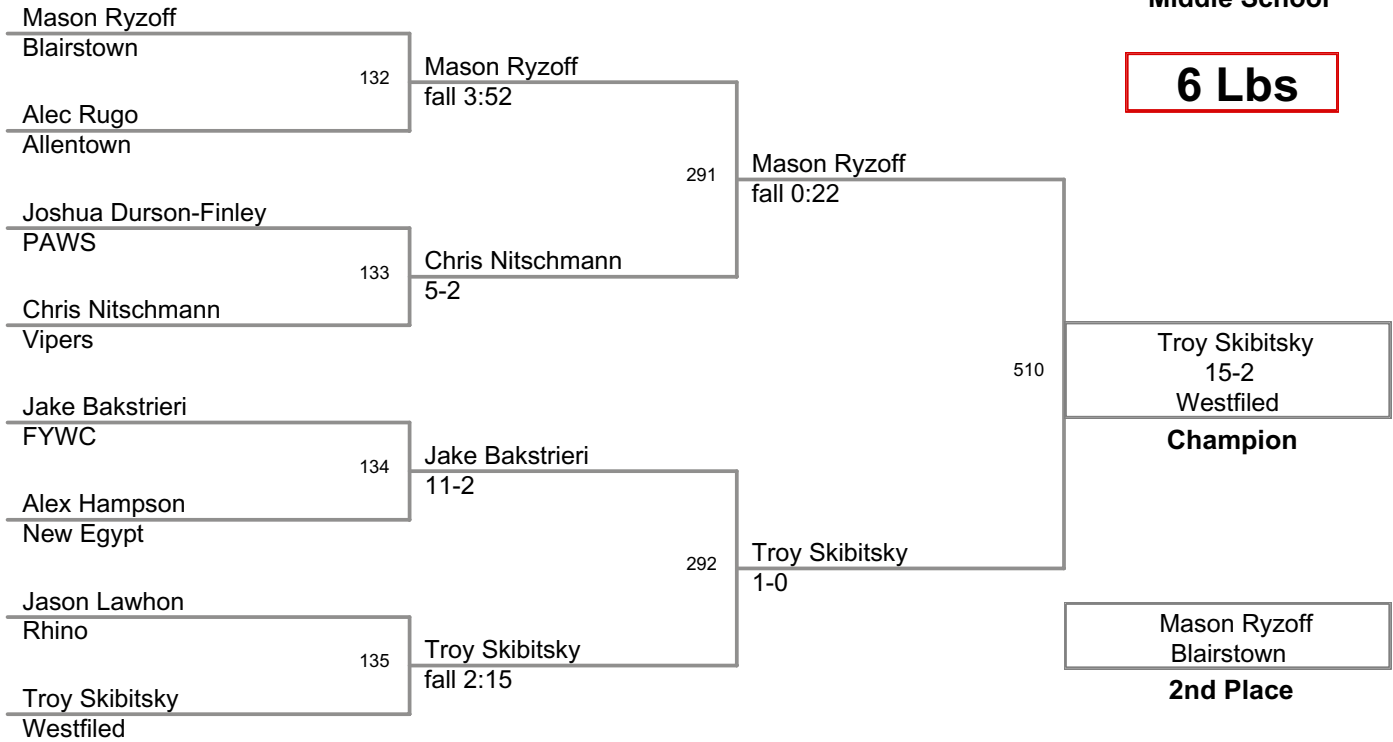 Middle School
6 Lbs
Mason Ryzoff
Blairstown
132
Alec Rugo
Allentown
Mason Ryzoff
fall 3:52
Joshua Durson-Finley
PAWS
133
Chris Nitschmann
Vipers
Chris Nitschmann
5-2
291
Mason Ryzoff
fall 0:22
Jake Bakstrieri
FYWC
134
Alex Hampson
New Egypt
Jake Bakstrieri
11-2
Jason Lawhon
Rhino
135
Troy Skibitsky
Westfiled
Troy Skibitsky
fall 2:15
292
Troy Skibitsky
1-0
510
Troy Skibitsky
15-2
Westfiled
Champion
Mason Ryzoff
Blairstown
2nd Place